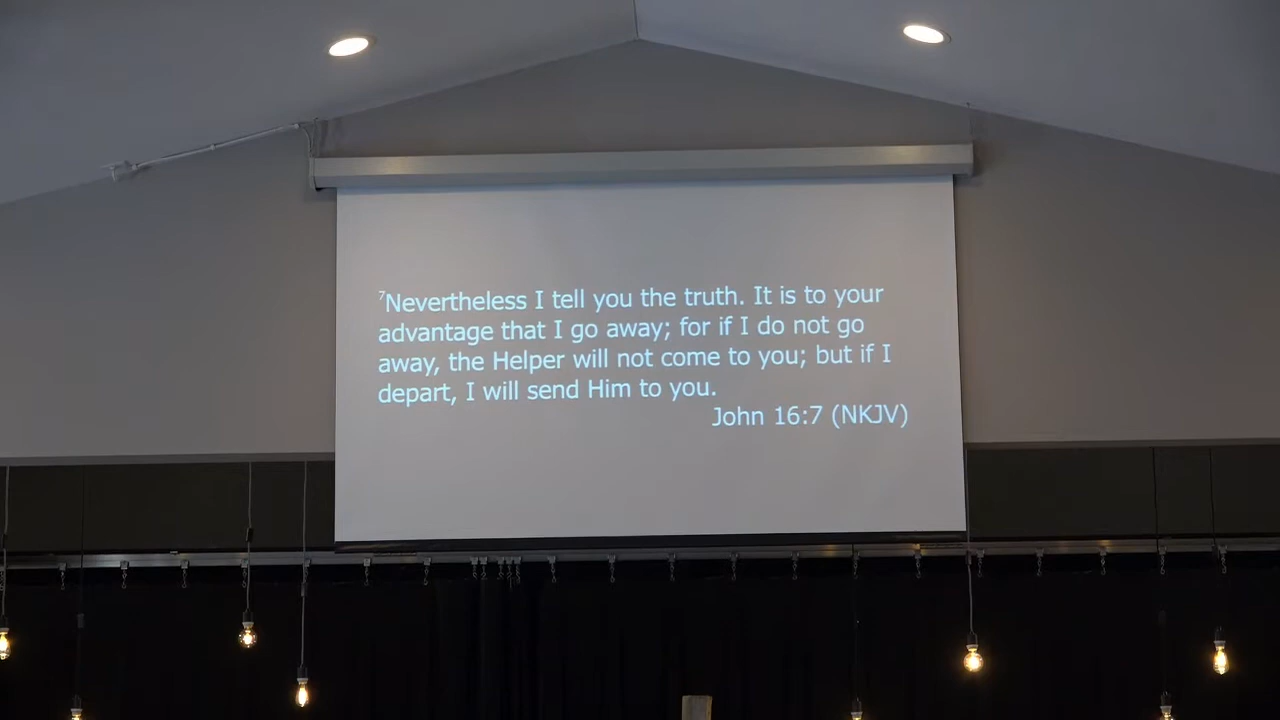 ⁷Nevertheless I tell you the truth. It is to your
advantage that I go away; for if I do not go
away, the Helper will not come to you; but if I
depart, I will send Him to you.
John 16:7 (NKJV)